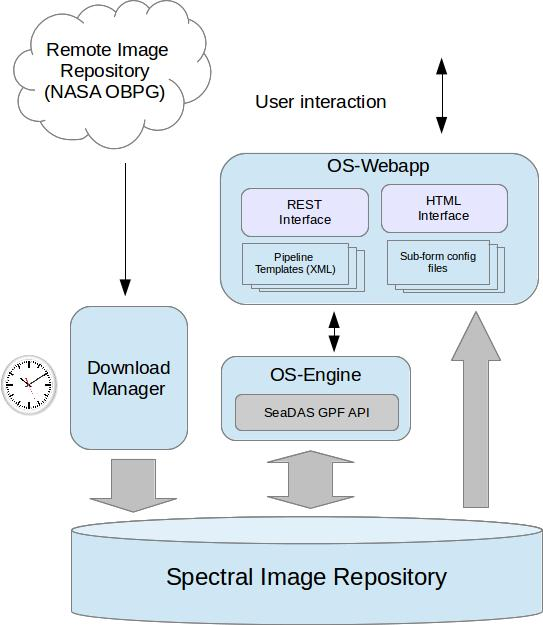 Remote Image
Repository
(NASA OBPG)
User interaction
OS-Webapp
REST
Interface
HTML
Interface
Pipeline
Templates (XML)
Sub-form config
files
Download
Manager
OS-Engine
SeaDAS GPF API
Spectral Image Repository